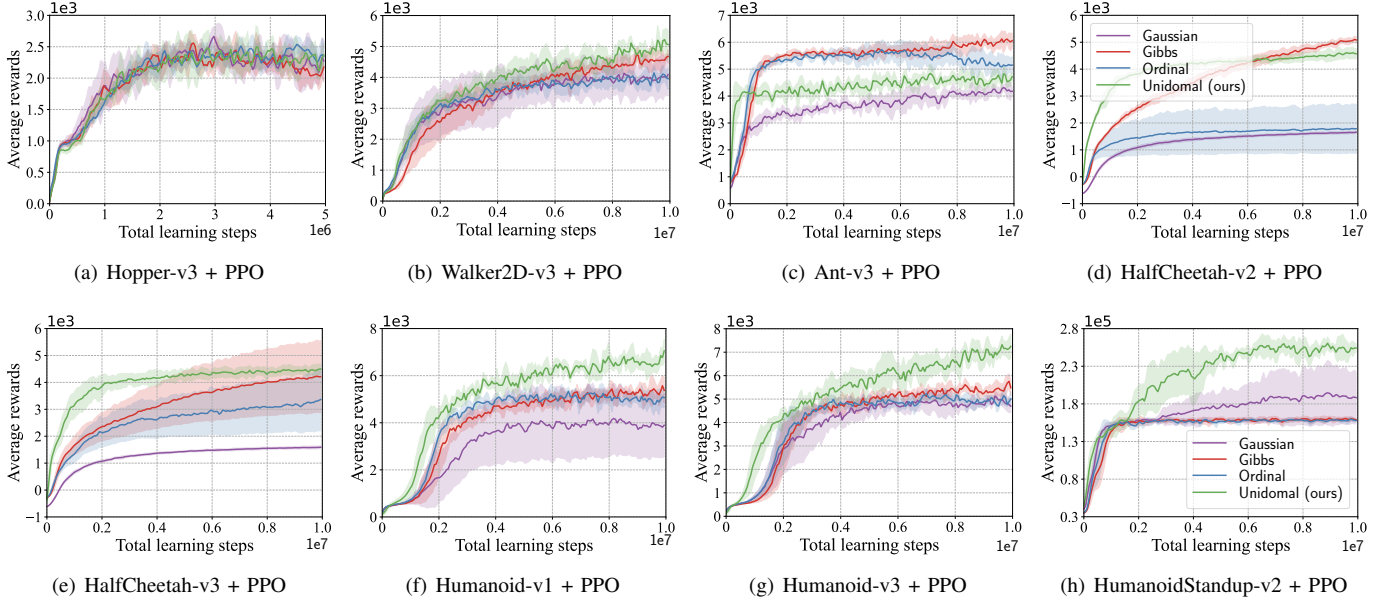 1e3
Average rewards
3.0
2.5
2.0
1.5
1.0
0.5
0.0
0 1 2 3 4 5
Total learning steps
1e6
(a) Hopper-v3 + PPO
1e3
Average rewards
6
5
4
3
2
1
0
0 0.2 0.4 0.6 0.8 1.0
Total learning steps
1e7
(b) Walker2D-v3 + PPO
1e3
Average rewards
7
6
5
4
3
2
1
0
0 0.2 0.4 0.6 0.8 1.0
Total learning steps
1e7
(c) Ant-v3 + PPO
1e3
Average rewards
6
5
4
3
2
1
0
−1
Gaussian
Gibbs
Ordinal
Unidomal (ours)
0 0.2 0.4 0.6 0.8 1.0
Total learning steps
1e7
(d) HalfCheetah-v2 + PPO
1e3
Average rewards
6
5
4
3
2
1
0
−1
0 0.2 0.4 0.6 0.8 1.0
Total learning steps
1e7
(e) HalfCheetah-v3 + PPO
1e3
Average rewards
8
6
4
2
0
0 0.2 0.4 0.6 0.8 1.0
Total learning steps
1e7
(f) Humanoid-v1 + PPO
1e3
Average rewards
8
7
6
5
4
3
2
1
0
0 0.2 0.4 0.6 0.8 1.0
Total learning steps
1e7
(g) Humanoid-v3 + PPO
1e5
Average rewards
2.8
2.3
1.8
1.3
0.8
0.3
Gaussian
Gibbs
Ordinal
Unidomal (ours)
0 0.2 0.4 0.6 0.8 1.0
Total learning steps
1e7
(h) HumanoidStandup-v2 + PPO